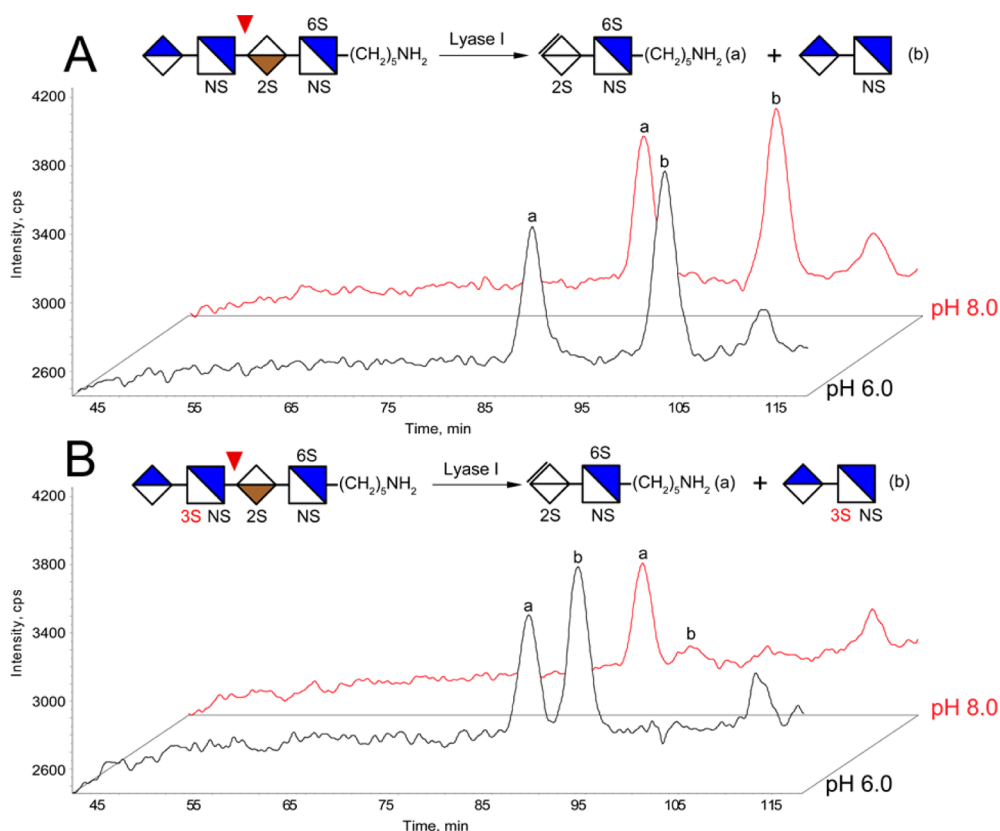 A
6S
NS
2S
NS
(CH2)5NH2
Lyase I
6S
2S
NS
(CH2)5NH2 (a)
+
NS
(b)
4200
3800
3400
3000
2600
Intensity, cps
a
b
a
b
pH 8.0
pH 6.0
45
55
65
75
85
95
105
115
Time, min
B
6S
3S NS
2S
NS
(CH2)5NH2
Lyase I
6S
2S
NS
(CH2)5NH2 (a)
+
3S NS
(b)
4200
3800
3400
3000
2600
Intensity, cps
a
b
a
b
pH 8.0
pH 6.0
45
55
65
75
85
95
105
115
Time, min